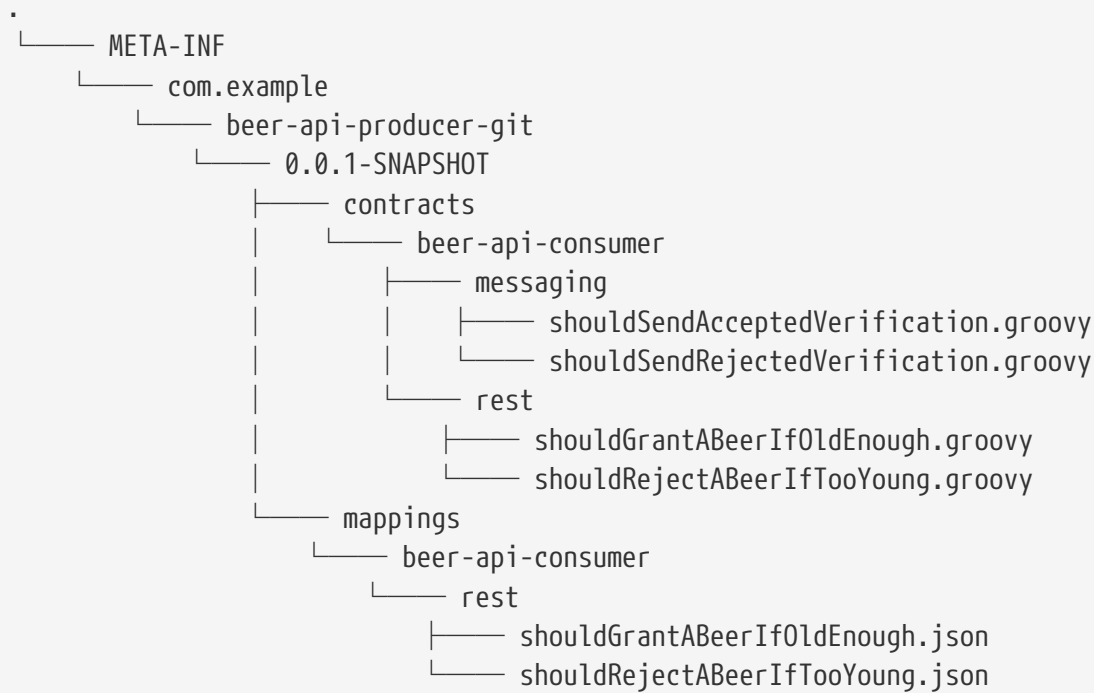 .
└── META-INF
    └── com.example
        └── beer-api-producer-git
            └── 0.0.1-SNAPSHOT
                ├── contracts
                │   └── beer-api-consumer
                │       ├── messaging
                │       │   ├── shouldSendAcceptedVerification.groovy
                │       │   └── shouldSendRejectedVerification.groovy
                │       └── rest
                │           ├── shouldGrantABeerIfOldEnough.groovy
                │           └── shouldRejectABeerIfTooYoung.groovy
                └── mappings
                    └── beer-api-consumer
                        └── rest
                            ├── shouldGrantABeerIfOldEnough.json
                            └── shouldRejectABeerIfTooYoung.json